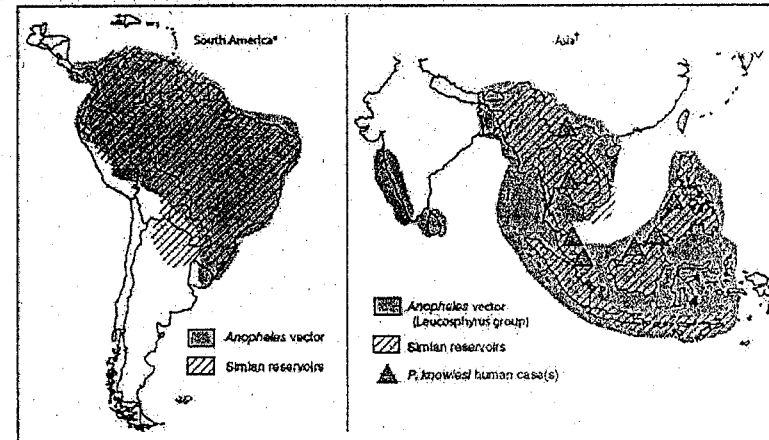 South America*
Anopheles vector
Simian reservoirs
Asia†
Anopheles vector
(Leucosphyrus group)
Simian reservoirs
P. knowlesi human case(s)